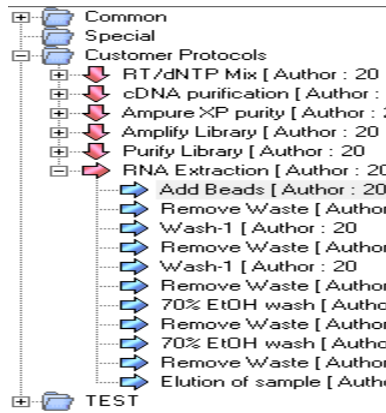 Common
Special
Customer Protocols
RT/dNTP Mix [ Author : 20
cDNA purification [ Author :
Ampure XP purity [ Author : 2
Amplify Library [ Author : 20
Purify Library [ Author : 20
RNA Extraction [ Author : 20
Add Beads [ Author : 20
Remove Waste [ Author
Wash-1 [ Author : 20
Remove Waste [ Author
Wash-1 [ Author : 20
Remove Waste [ Author
70% EtOH wash [ Autho
Remove Waste [ Author
70% EtOH wash [ Autho
Remove Waste [ Author
Elution of sample [ Autho
TEST